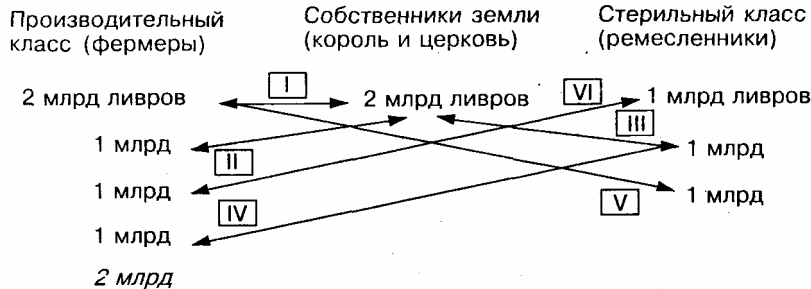 Производительный Собственники земли Стерильный класс
класс (фермеры) (король и церковь) (ремесленники)
I VI
2 млрд ливров 2 млрд ливров 1 млрд ливров
III
1 млрд 1 млрд
II
1 млрд 1 млрд
IV V
1 млрд
2 млрд